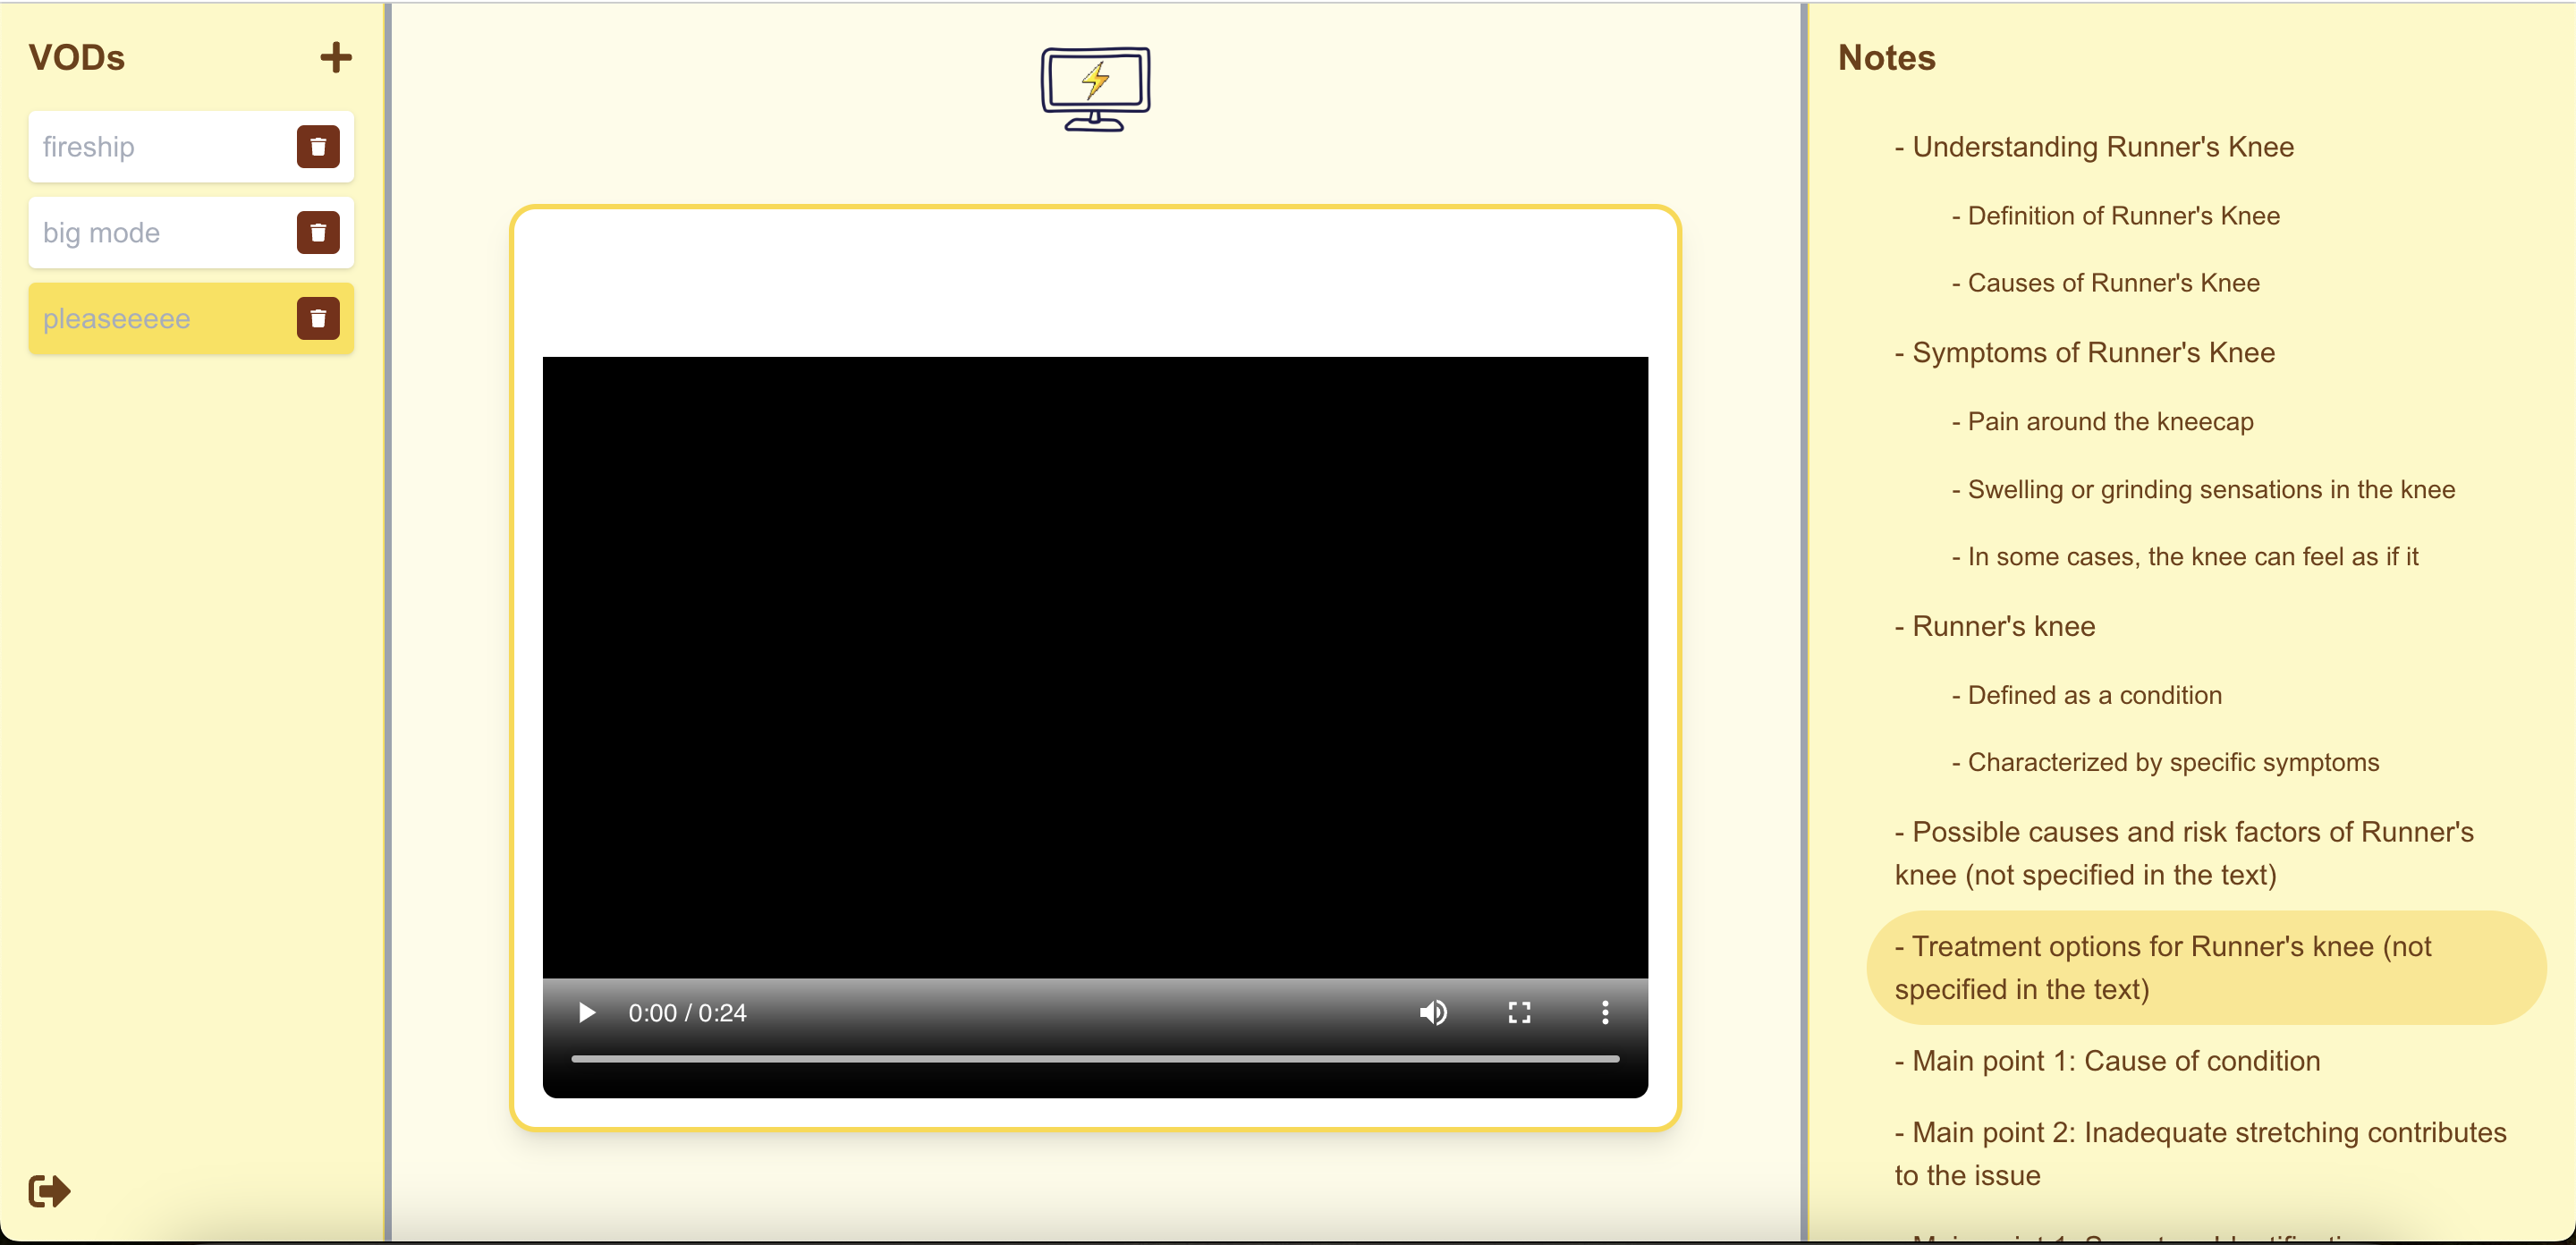 VODs
fireship
big mode
pleaseeeee
0:00 / 0:24
Notes
- Understanding Runner's Knee
- Definition of Runner's Knee
- Causes of Runner's Knee
- Symptoms of Runner's Knee
- Pain around the kneecap
- Swelling or grinding sensations in the knee
- In some cases, the knee can feel as if it
- Runner's knee
- Defined as a condition
- Characterized by specific symptoms
- Possible causes and risk factors of Runner's
knee (not specified in the text)
- Treatment options for Runner's knee (not
specified in the text)
- Main point 1: Cause of condition
- Main point 2: Inadequate stretching contributes
to the issue